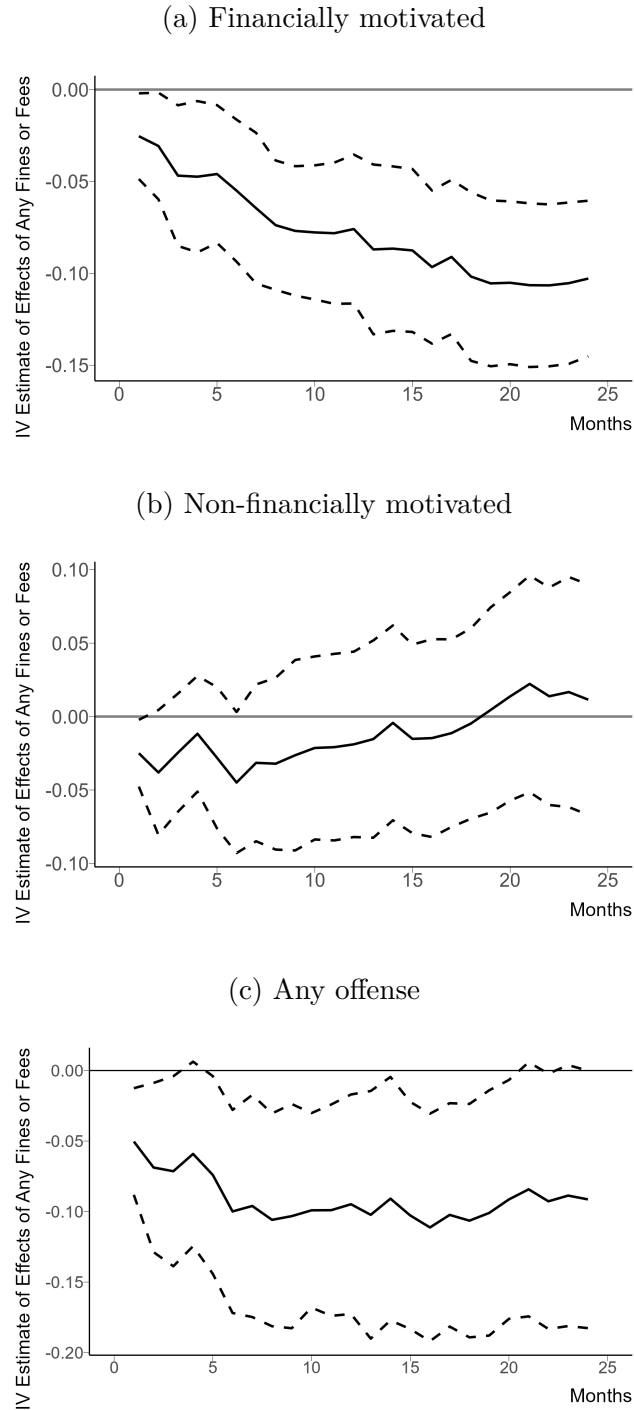 (a) Financially motivated
IV Estimate of Effects of Any Fines or Fees
0.00
-0.05
-0.10
-0.15
0 5 10 15 20 25
Months
(b) Non-financially motivated
IV Estimate of Effects of Any Fines or Fees
0.10
0.05
0.00
-0.05
-0.10
0 5 10 15 20 25
Months
(c) Any offense
IV Estimate of Effects of Any Fines or Fees
0.00
-0.05
-0.10
-0.15
-0.20
0 5 10 15 20 25
Months